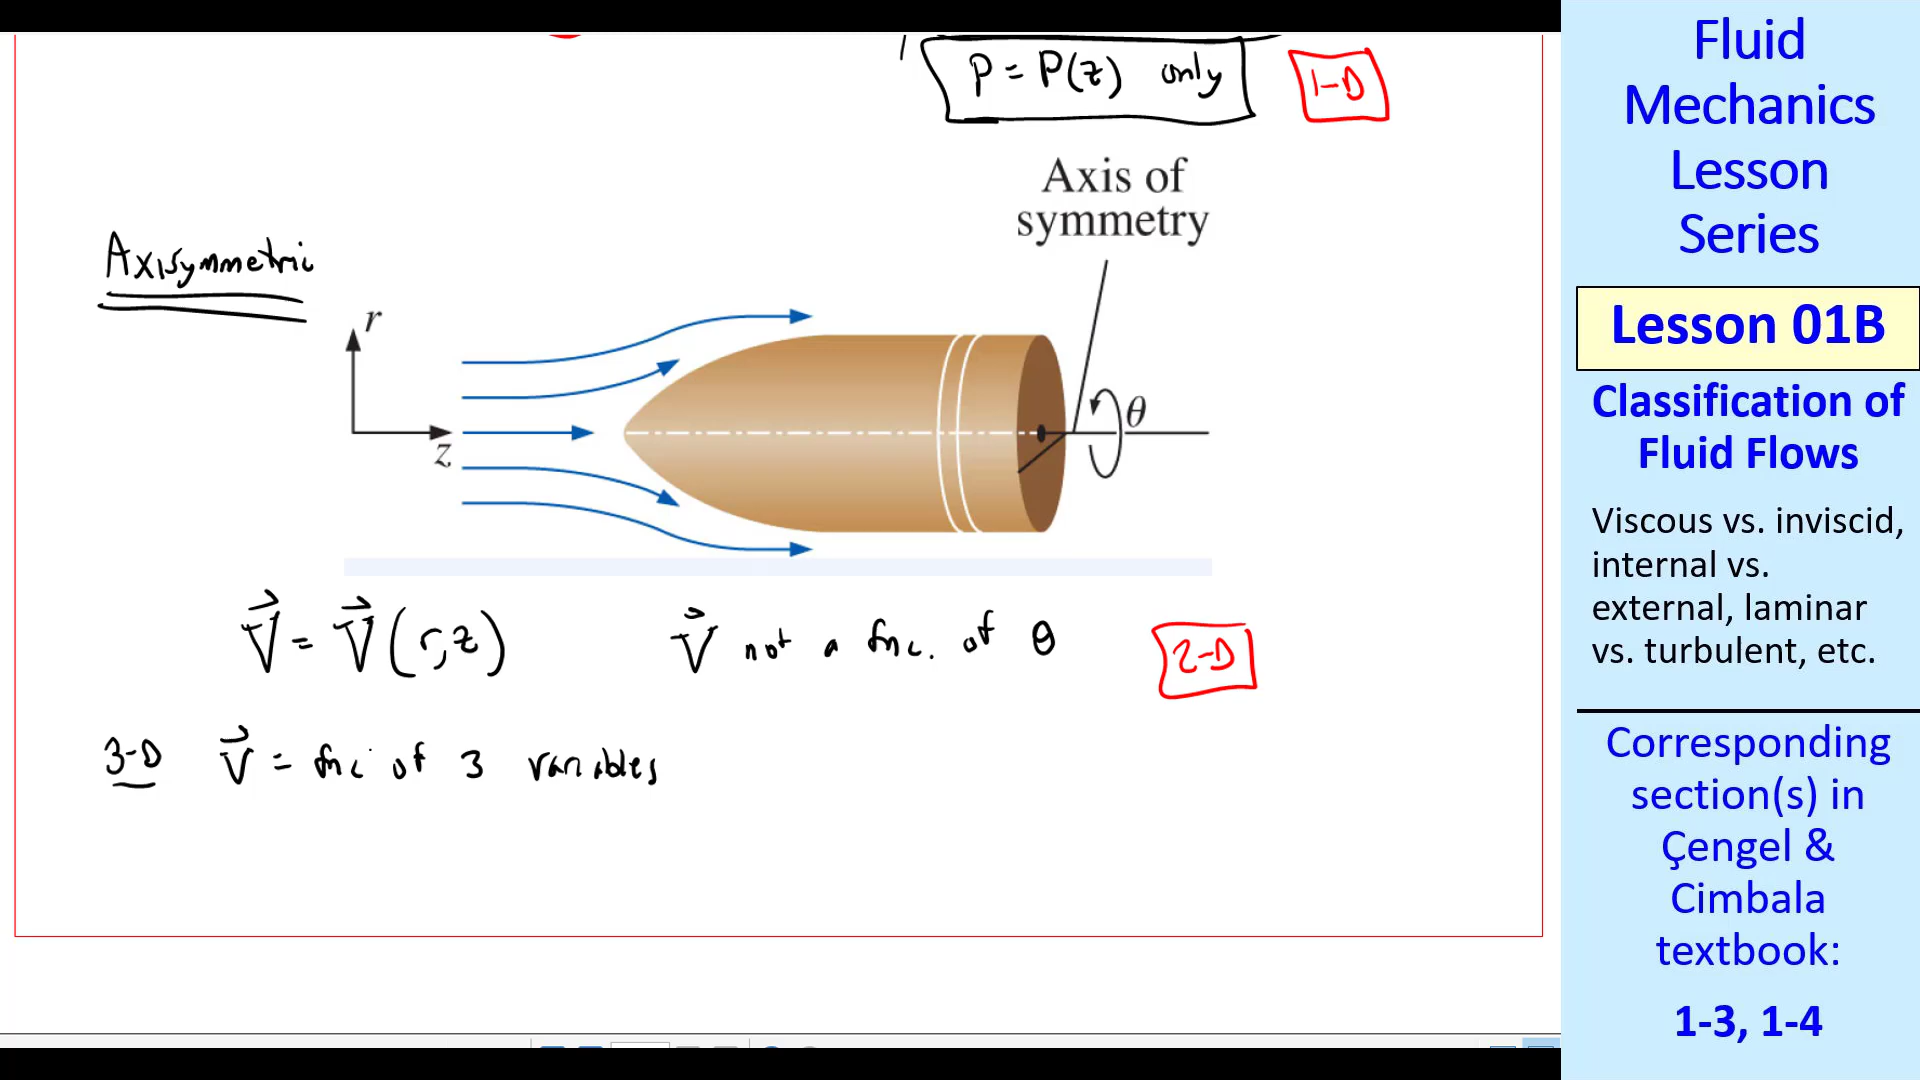 P = P(z) only
1-D
Axis of
symmetry
Axisymmetric
r
z
θ
V⃗ = V⃗(r,z)
V⃗ not a fnc. of θ
2-D
3-D V⃗ = fnc of 3 variables
Fluid
Mechanics
Lesson
Series
Lesson 01B
Classification of
Fluid Flows
Viscous vs. inviscid,
internal vs.
external, laminar
vs. turbulent, etc.
Corresponding
section(s) in
Çengel &
Cimbala
textbook:
1-3, 1-4